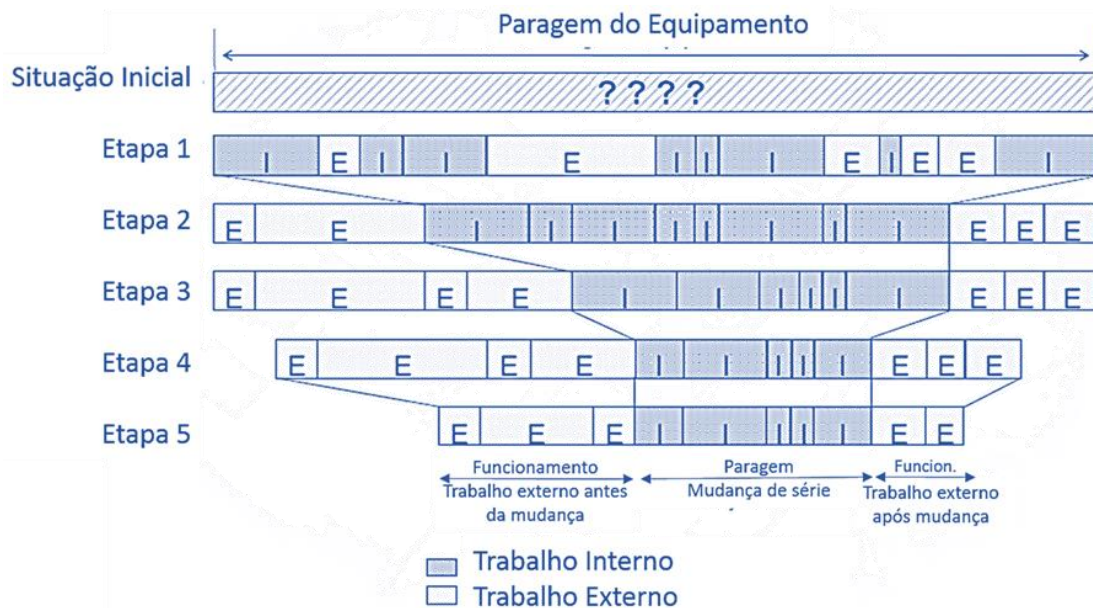 Paragem do Equipamento
Situação Inicial ? ? ? ?
Etapa 1 I E I I E I I I E I E E I
Etapa 2 E E I I I I I I I I E E E
Etapa 3 E E E E I I I I I I E E E
Etapa 4 E E E E I I I I I E E E
Etapa 5 E E E I I I I I E E
Funcionamento
Trabalho externo antes
da mudança
Paragem
Mudança de série
Funcion.
Trabalho externo
após mudança
Trabalho Interno
Trabalho Externo